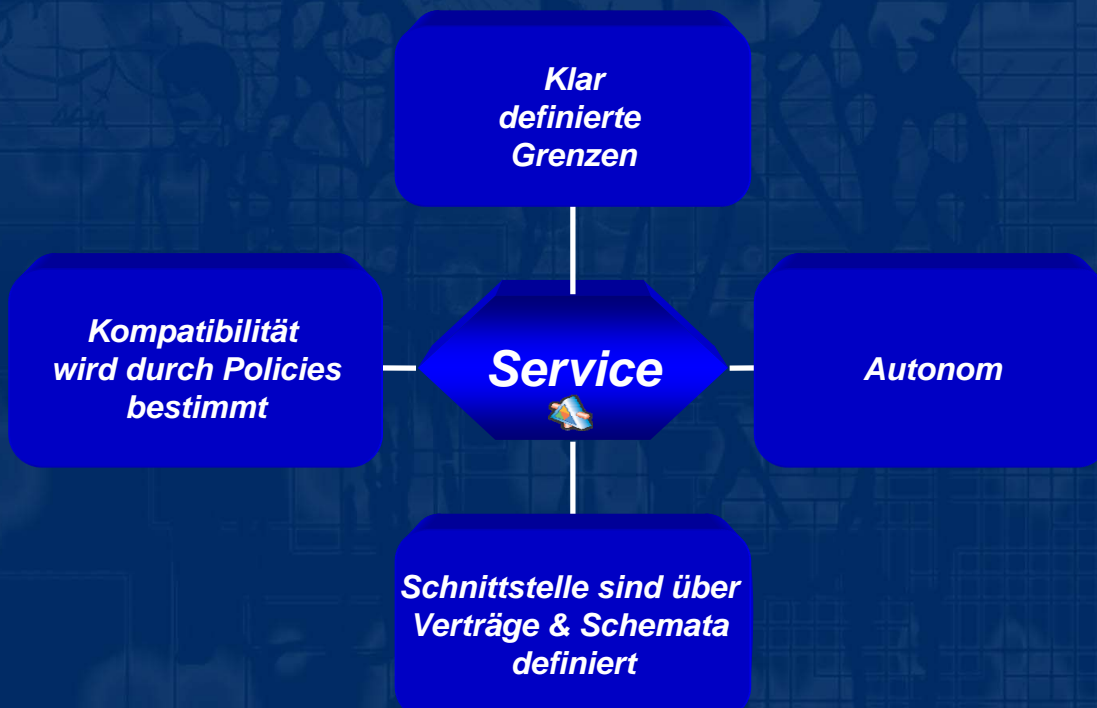 Klar
definierte
Grenzen
Kompatibilität
wird durch Policies
bestimmt
Service
Autonom
Schnittstelle sind über
Verträge & Schemata
definiert